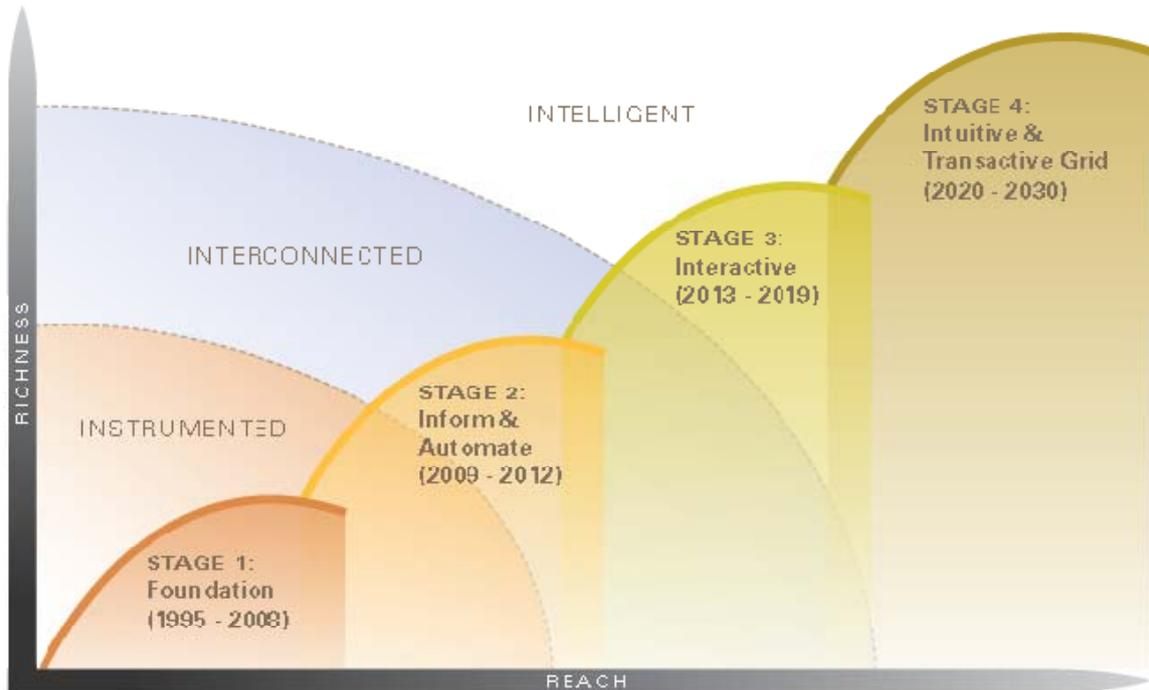 INTELLIGENT
STAGE 4:
Intuitive &
Transactive Grid
(2020 - 2030)
INTERCONNECTED
STAGE 3:
Interactive
(2013 - 2019)
RICHNESS
INSTRUMENTED
STAGE 2:
Inform &
Automate
(2009 - 2012)
STAGE 1:
Foundation
(1995 - 2008)
REACH